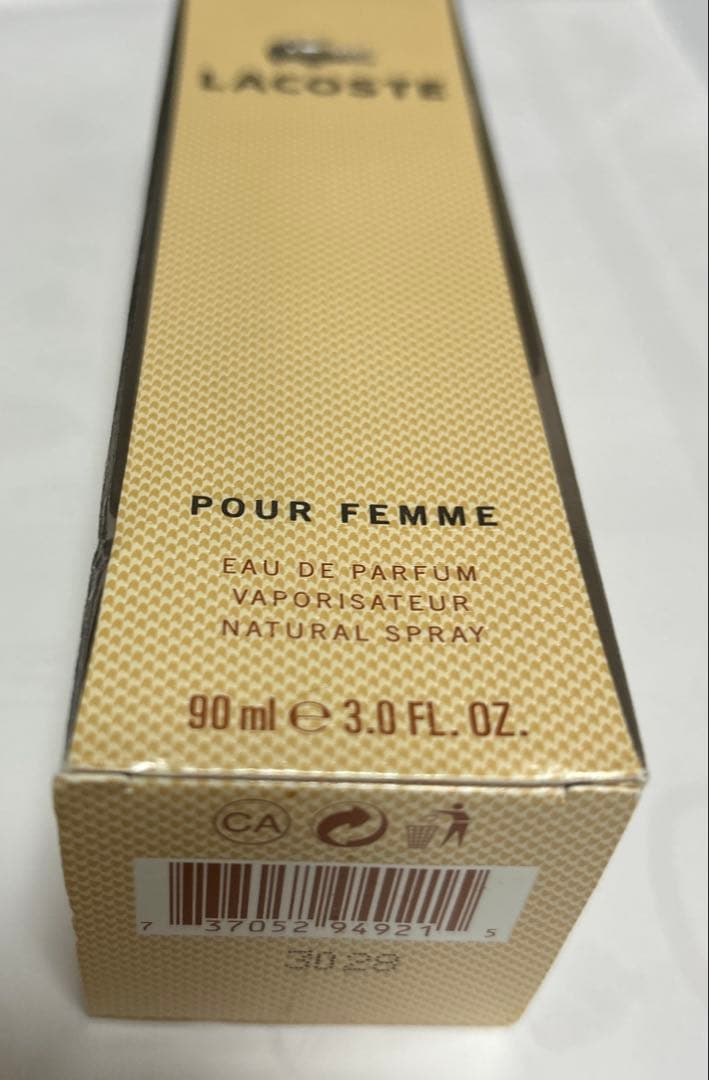 LACOSTE
POUR FEMME
EAU DE PARFUM
VAPORISATEUR
NATURAL SPRAY
90 ml ℮ 3.0 FL. OZ.
CA
7 37052 94921 5
3028